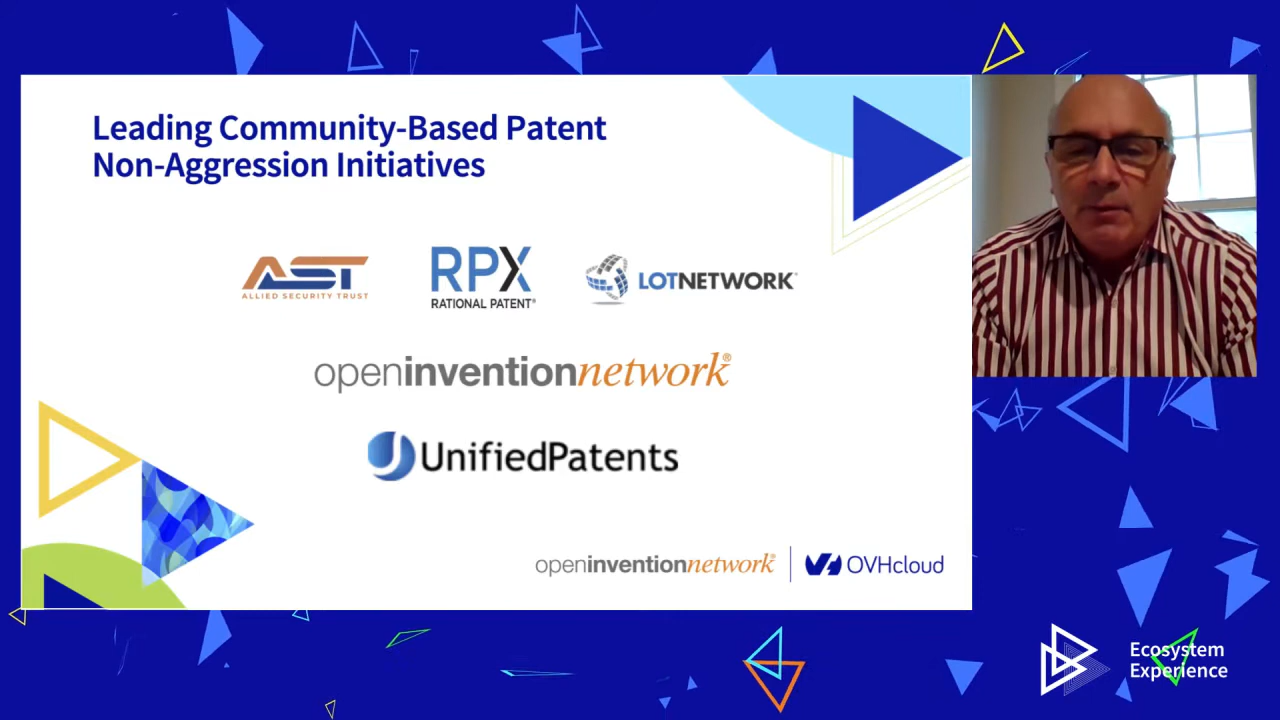 Leading Community-Based Patent
Non-Aggression Initiatives
AST
ALLIED SECURITY TRUST
RPX
RATIONAL PATENT®
LOTNETWORK
openinventionnetwork®
UnifiedPatents
openinventionnetwork®
OVHcloud
Ecosystem
Experience